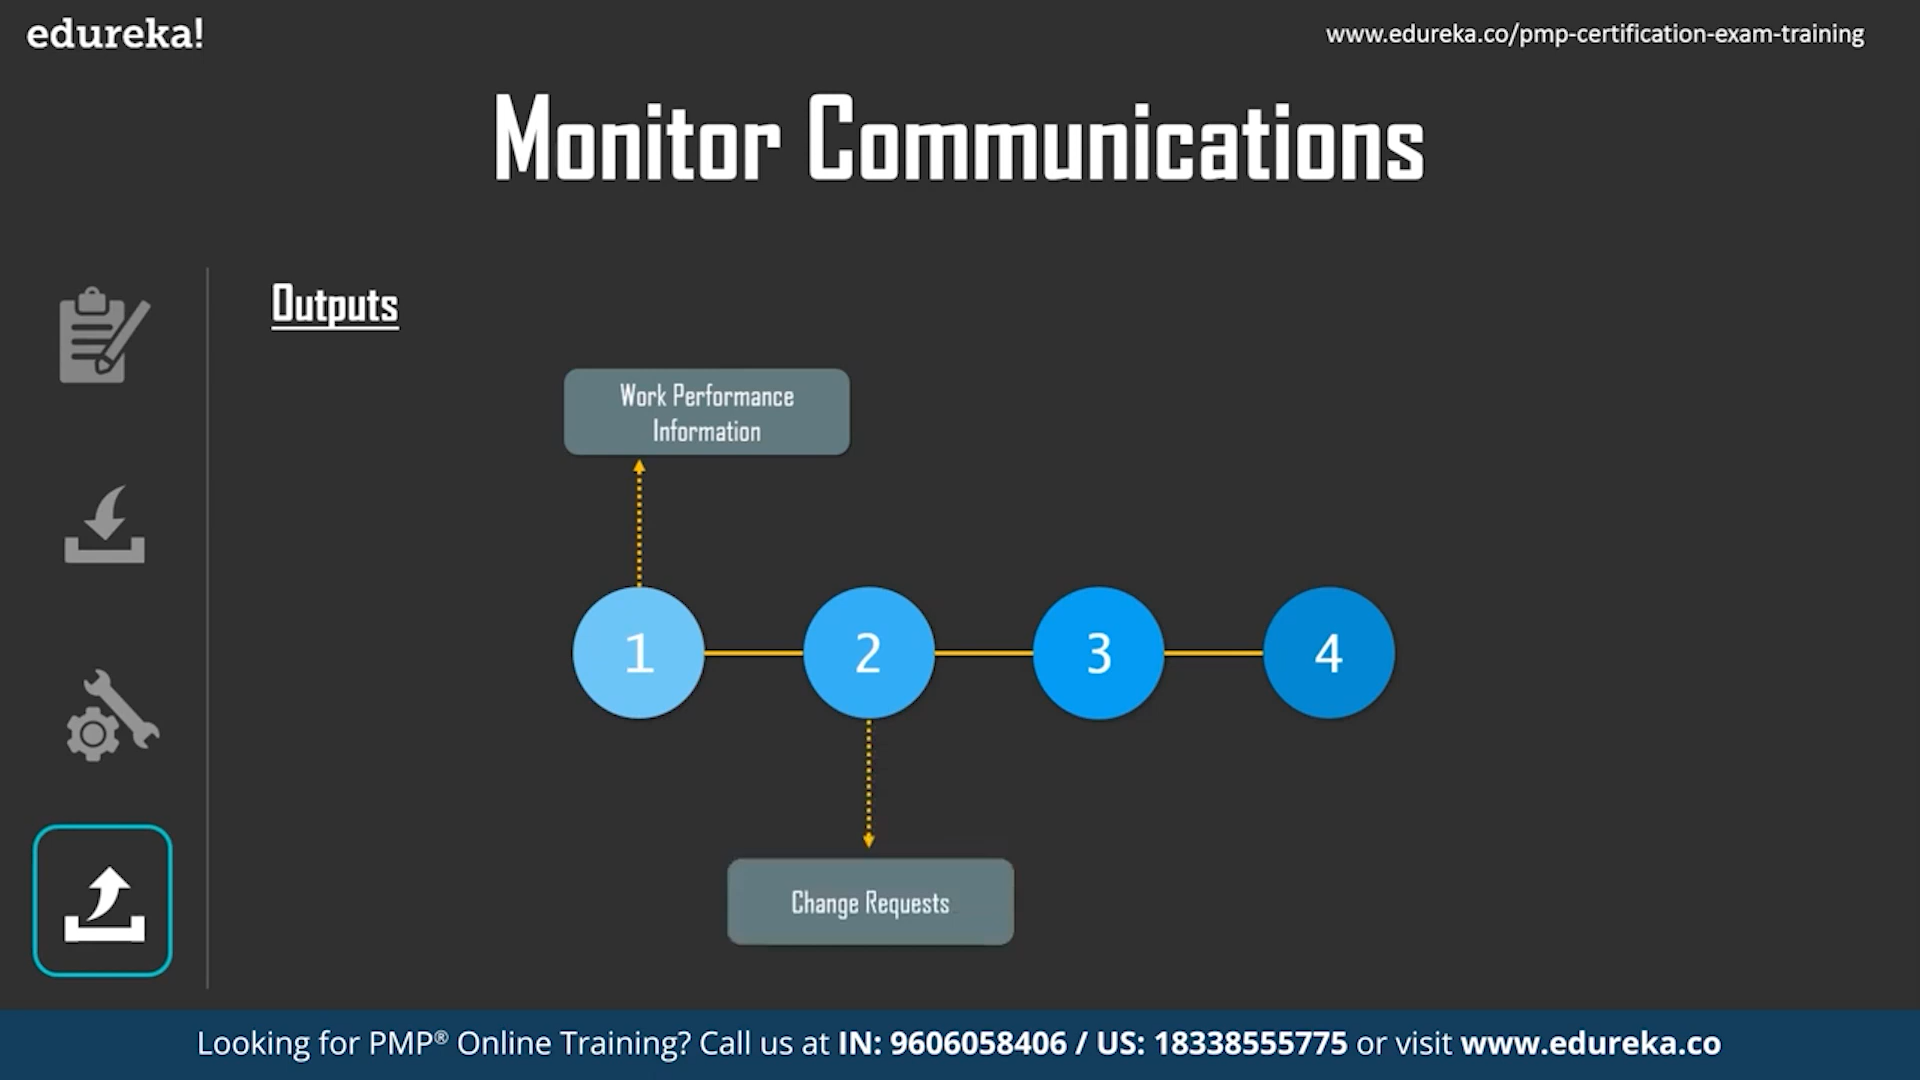 edureka!
www.edureka.co/pmp-certification-exam-training
Monitor Communications
Outputs
Work Performance
Information
1
2
3
4
Change Requests
Looking for PMP® Online Training? Call us at IN: 9606058406 / US: 18338555775 or visit www.edureka.co